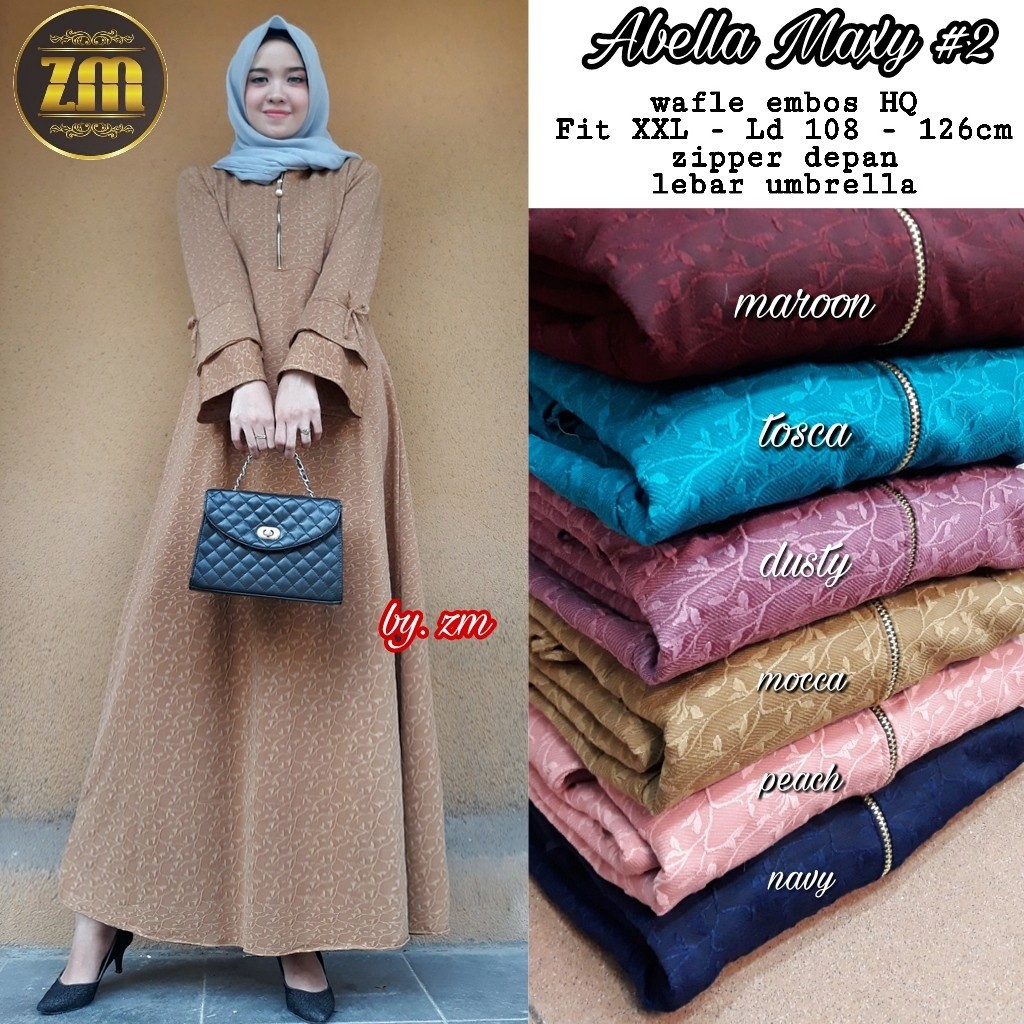 ZM
Abella Maxy #2
wafle embos HQ
Fit XXL - Ld 108 - 126cm
zipper depan
lebar umbrella
maroon
tosca
dusty
by. zm
mocca
peach
navy